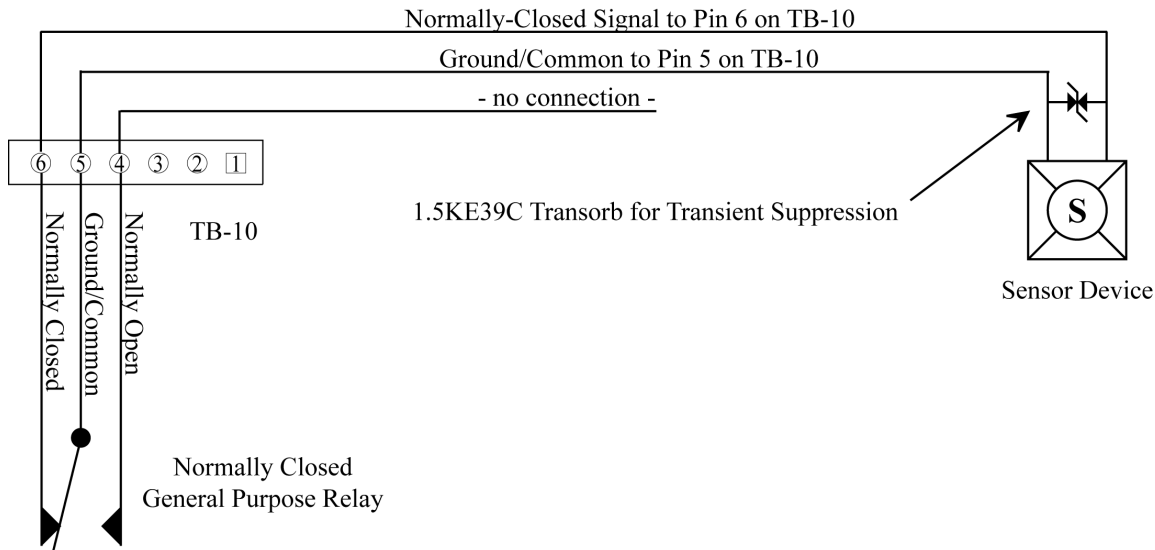 Normally-Closed Signal to Pin 6 on TB-10
Ground/Common to Pin 5 on TB-10
- no connection -
6 5 4 3 2 1
1.5KE39C Transorb for Transient Suppression
S
TB-10
Normally Closed
Ground/Common
Normally Open
Sensor Device
Normally Closed
General Purpose Relay